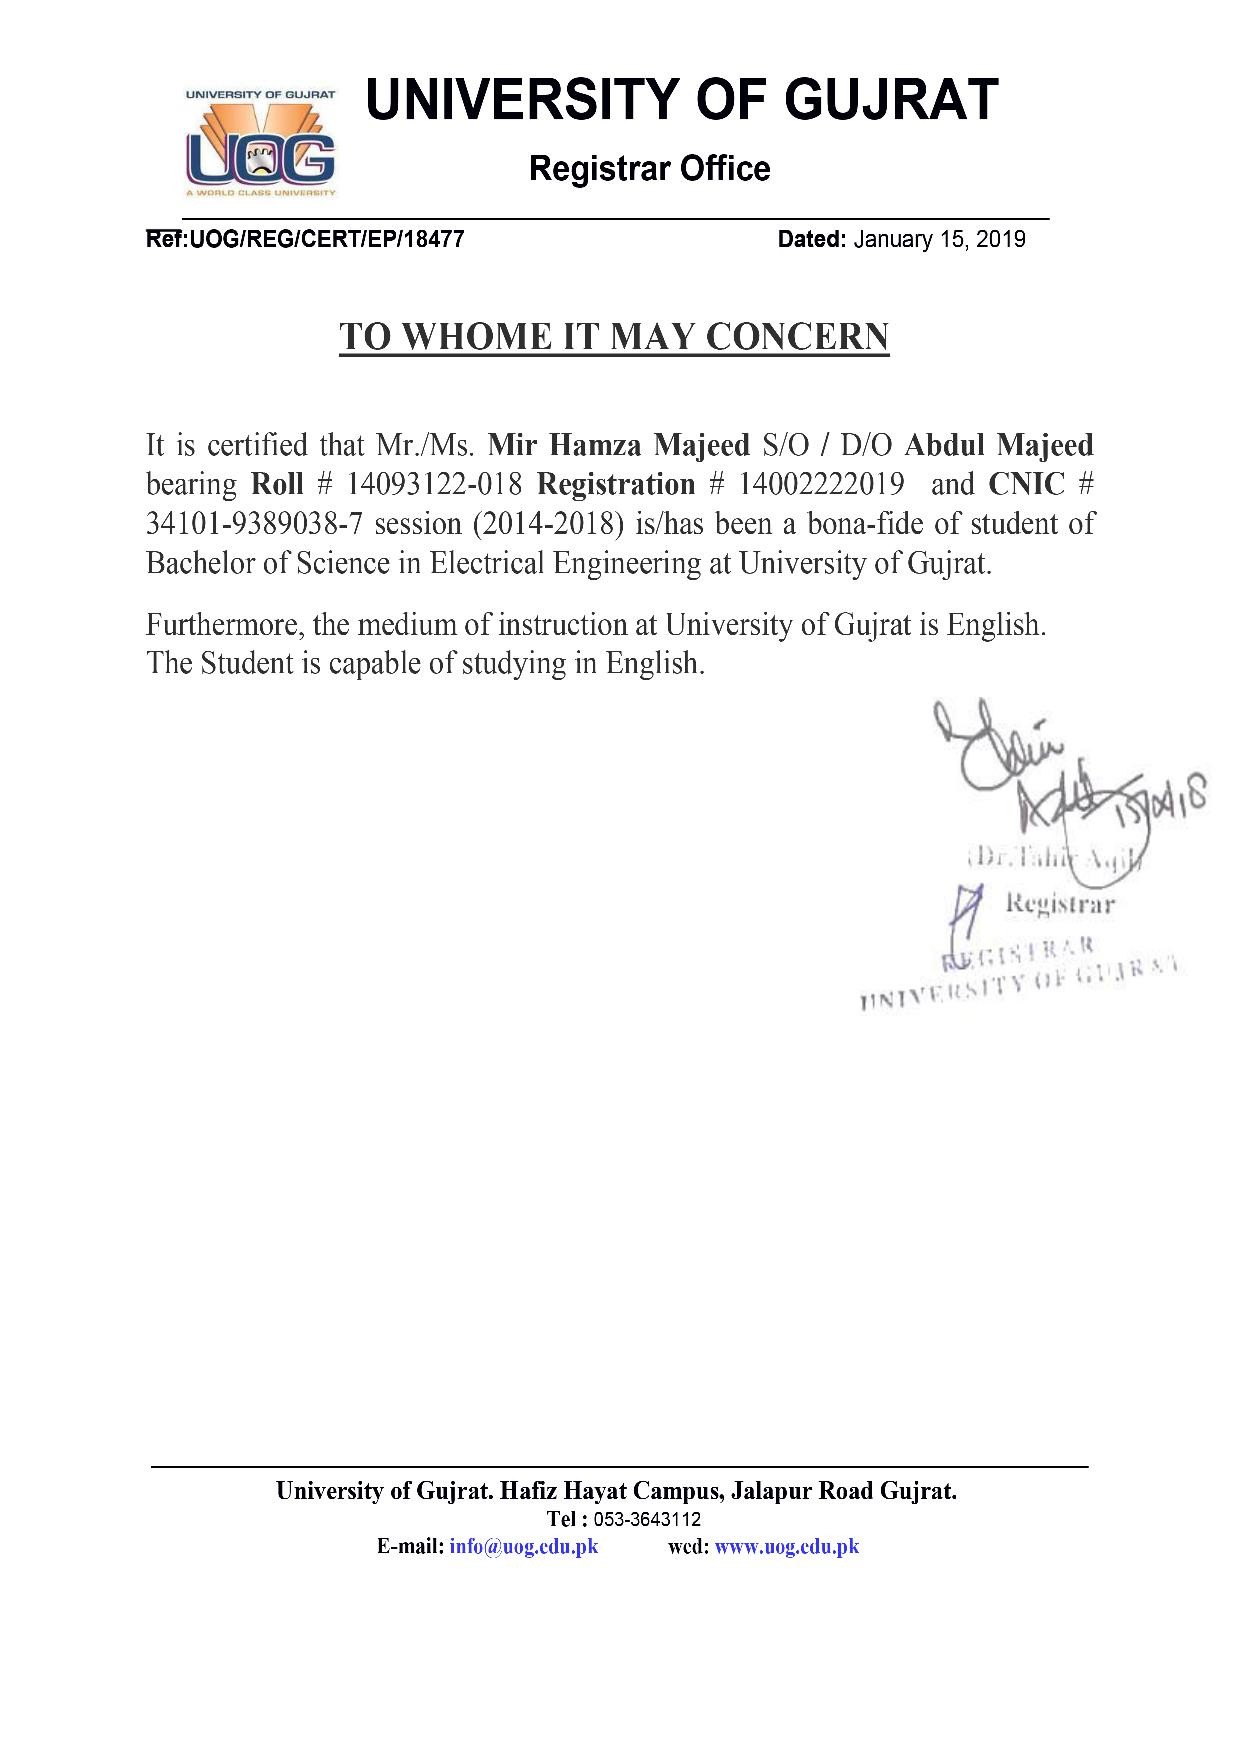 UNIVERSITY OF GUJRAT
UOG
A WORLD CLASS UNIVERSITY
UNIVERSITY OF GUJRAT
Registrar Office
Ref:UOG/REG/CERT/EP/18477 Dated: January 15, 2019
TO WHOME IT MAY CONCERN
It is certified that Mr./Ms. Mir Hamza Majeed S/O / D/O Abdul Majeed
bearing Roll # 14093122-018 Registration # 14002222019 and CNIC #
34101-9389038-7 session (2014-2018) is/has been a bona-fide of student of
Bachelor of Science in Electrical Engineering at University of Gujrat.
Furthermore, the medium of instruction at University of Gujrat is English.
The Student is capable of studying in English.
(Dr. Tahir Aqil)
Registrar
REGISTRAR
UNIVERSITY OF GUJRAT
University of Gujrat. Hafiz Hayat Campus, Jalapur Road Gujrat.
Tel : 053-3643112
E-mail: info@uog.edu.pk wed: www.uog.edu.pk